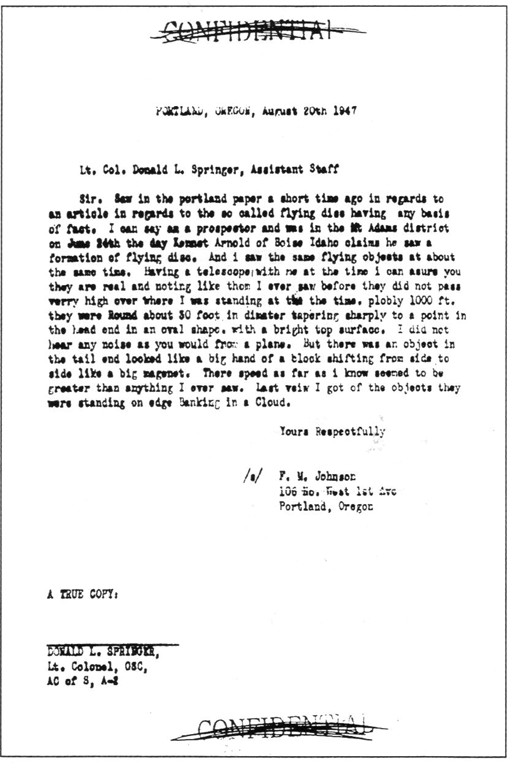 CONFIDENTIAL
PORTLAND, OREGON, August 20th 1947
Lt. Col. Donald L. Springer, Assistant Staff
Sir. Saw in the portland paper a short time ago in regards to
an article in regards to the so called flying disc having any basis
of fact. I can say am a prospector and was in the Mt Adams district
on June 24th the day Kennet Arnold of Boise Idaho claims he saw a
formation of flying disc. And i saw the same flying objects at about
the same time. Having a telescope with me at the time i can asure you
they are real and noting like them I ever saw before they did not pass
verry high over where I was standing at the time. plobly 1000 ft.
they were Round about 30 foot in dimater tapering sharply to a point in
the head end in an oval shape. with a bright top surface. I did not
hear any noise as you would from a plane. But there was an object in
the tail end looked like a big hand of a clock shifting from side to
side like a big magenet. There speed as far as i know seemed to be
greater than anything I ever saw. Last veiw I got of the objects they
were standing on edge Banking in a Cloud.
Yours Respectfully
/s/ F. M. Johnson
106 No. West 1st Ave
Portland, Oregon
A TRUE COPY:
DONALD L. SPRINGER,
Lt. Colonel, GSC,
AC of S, A-2
CONFIDENTIAL